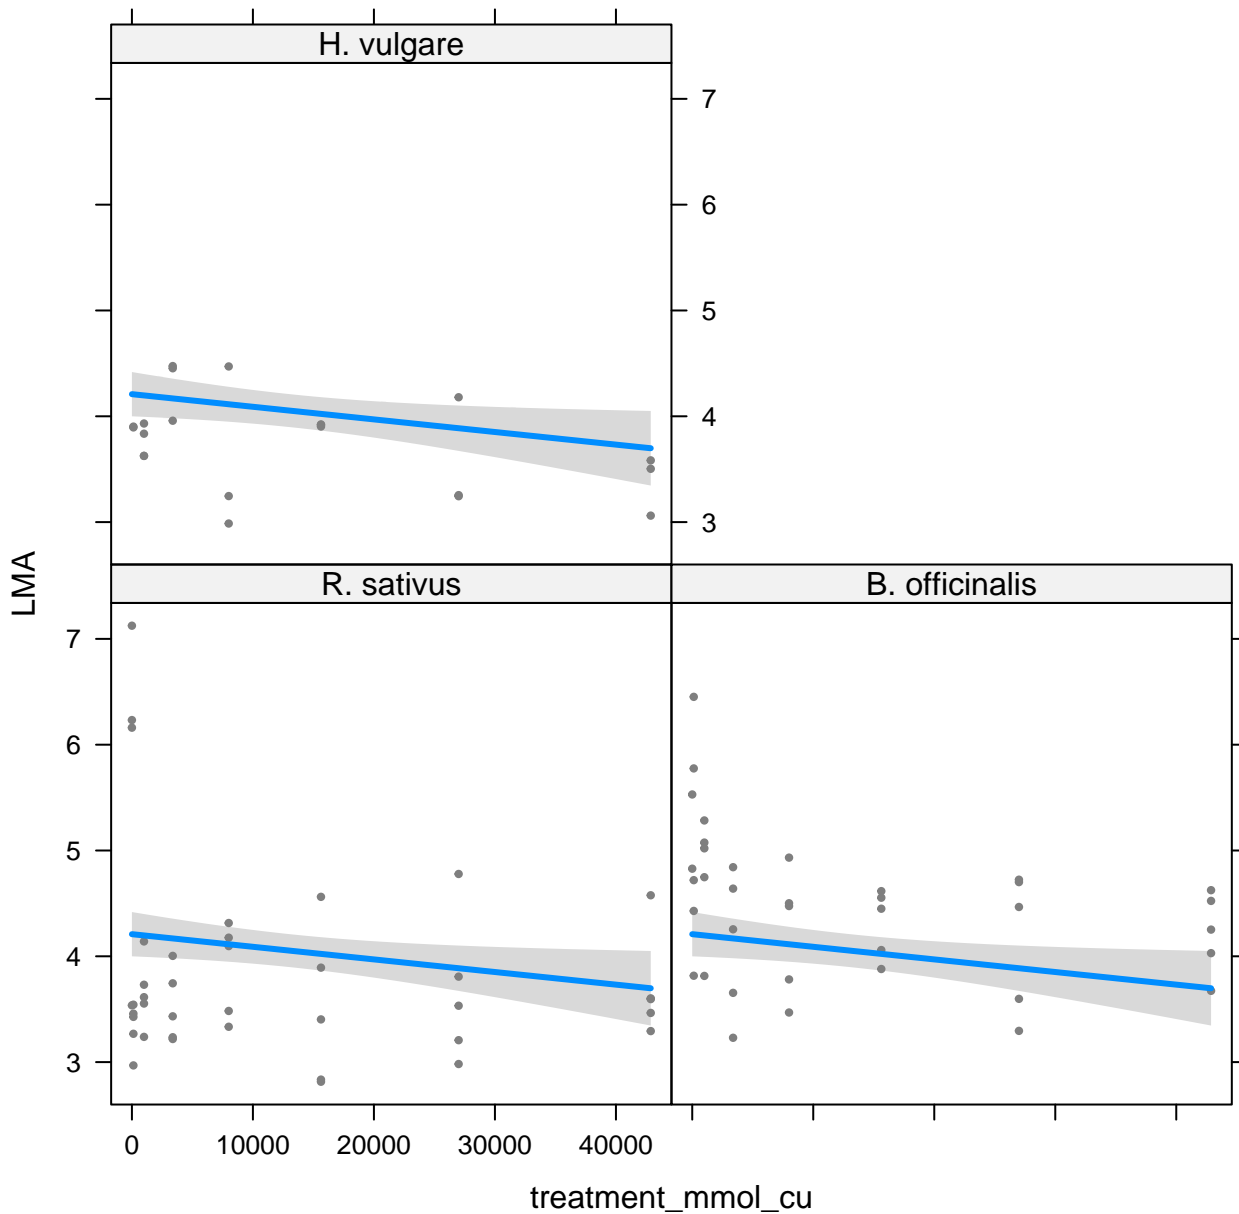 H. vulgare
7
6
5
4
3
LMA
R. sativus
B. officinalis
7
6
5
4
3
0 10000 20000 30000 40000
treatment_mmol_cu